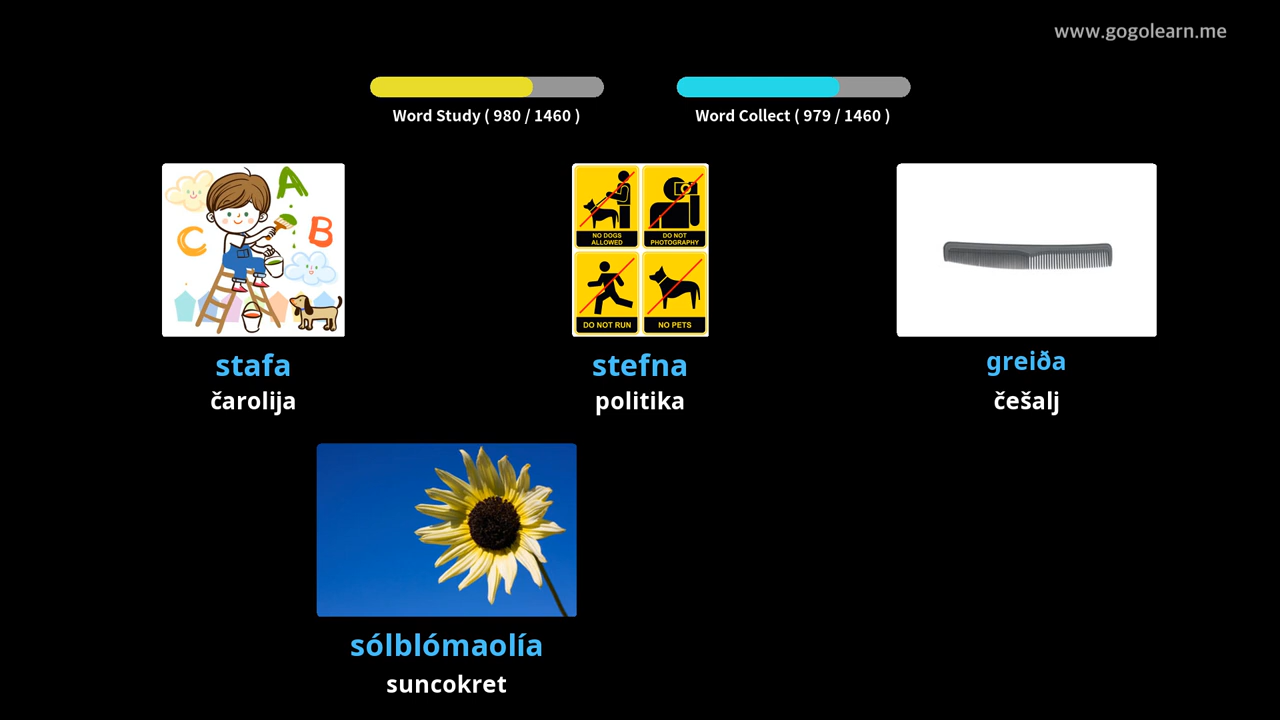 www.gogolearn.me
Word Study ( 980 / 1460 )
Word Collect ( 979 / 1460 )
A
B
C
NO DOGS
ALLOWED
DO NOT
PHOTOGRAPHY
DO NOT RUN
NO PETS
stafa
čarolija
stefna
politika
greiða
češalj
sólblómaolía
suncokret